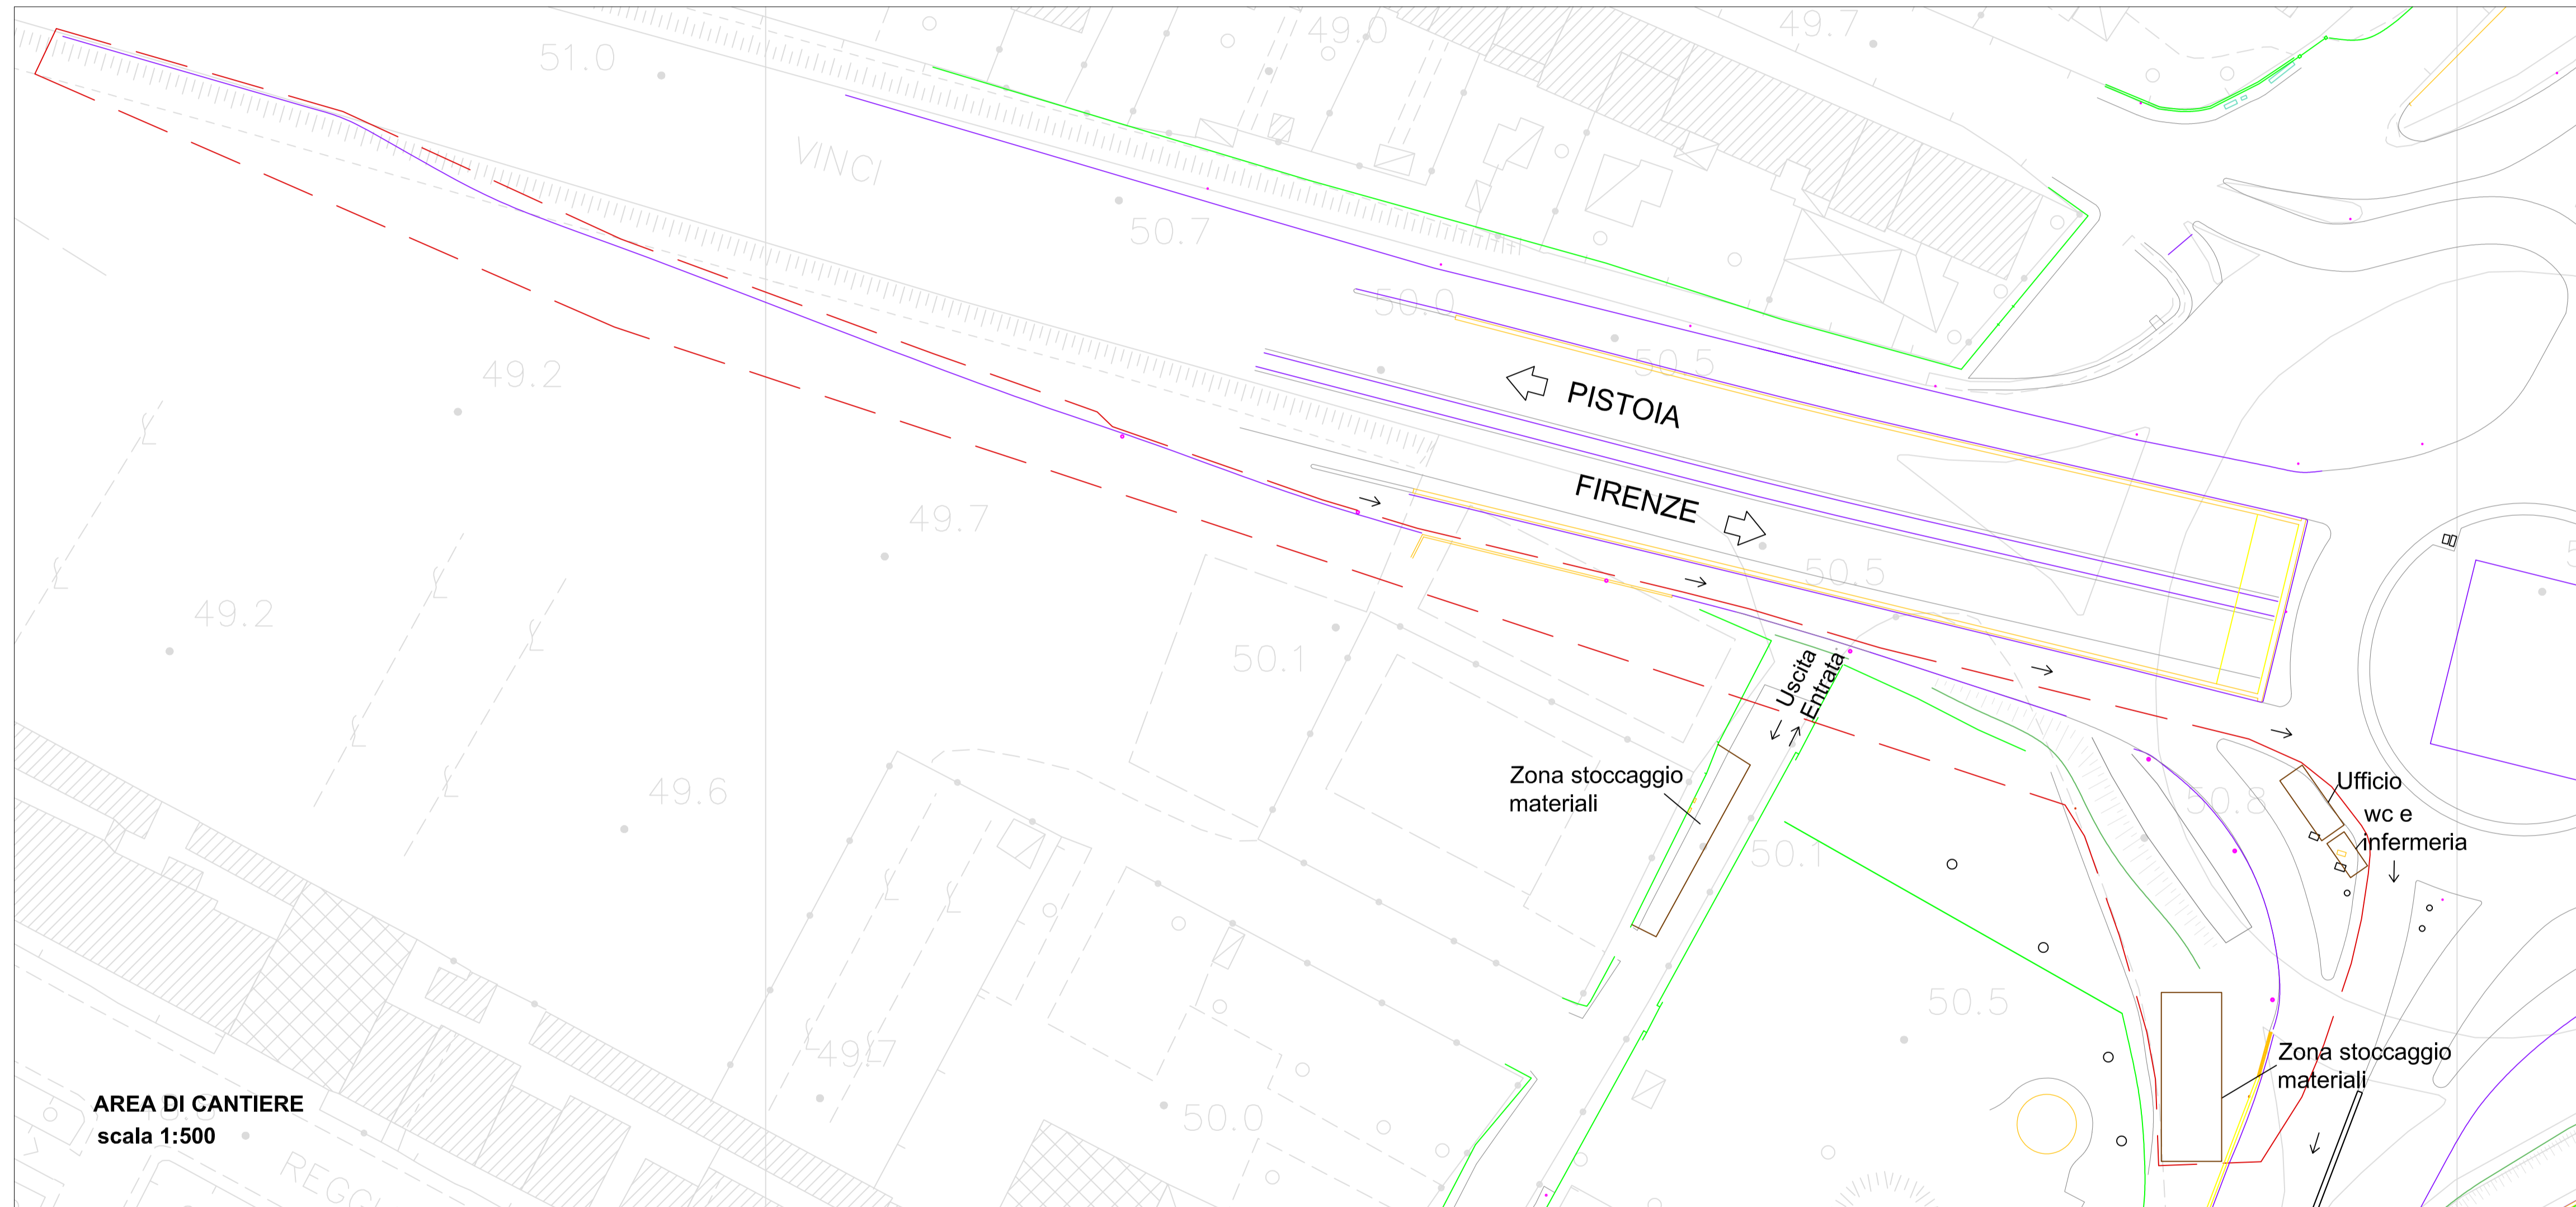 49.0
49.7
51.0
VINCI
50.7
50.0
50.5
PISTOIA
49.2
FIRENZE
49.7
50.5
49.2
50.1
Uscita
Entrata
Zona stoccaggio
materiali
49.6
50.1
50.8
Ufficio
wc e
infermeria
50.5
49.7
Zona stoccaggio
materiali
50.0
AREA DI CANTIERE
scala 1:500